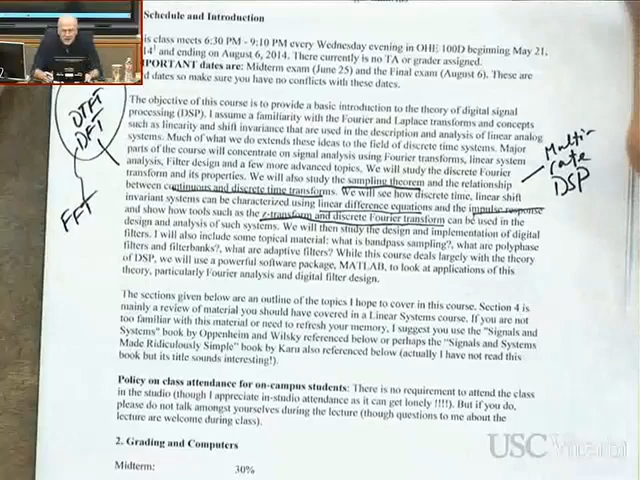 Schedule and Introduction
is class meets 6:30 PM - 9:10 PM every Wednesday evening in OHE 100D beginning May 21,
14 and ending on August 6, 2014. There currently is no TA or grader assigned.
PORTANT dates are: Midterm exam (June 25) and the Final exam (August 6). These are
d dates so make sure you have no conflicts with these dates.
The objective of this course is to provide a basic introduction to the theory of digital signal
processing (DSP). I assume a familiarity with the Fourier and Laplace transforms and concepts
such as linearity and shift invariance that are used in the description and analysis of linear analog
systems. Much of what we do extends these ideas to the field of discrete time systems. Major
parts of the course will concentrate on signal analysis using Fourier transforms, linear system
analysis, Filter design and a few more advanced topics. We will study the discrete Fourier
transform and its properties. We will also study the sampling theorem and the relationship
between continuous and discrete time transforms. We will see how discrete time, linear shift
invariant systems can be characterized using linear difference equations and the impulse response
and show how tools such as the z-transform and discrete Fourier transform can be used in the
design and analysis of such systems. We will then study the design and implementation of digital
filters. I will also include some topical material: what is bandpass sampling?, what are polyphase
filters and filterbanks?, what are adaptive filters? While this course deals largely with the theory
of DSP, we will use a powerful software package, MATLAB, to look at applications of this
theory, particularly Fourier analysis and digital filter design.
DTFT
DFT
FFT
Multi-
rate
DSP
The sections given below are an outline of the topics I hope to cover in this course. Section 4 is
mainly a review of material you should have covered in a Linear Systems course. If you are not
too familiar with this material or need to refresh your memory, I suggest you use the "Signals and
Systems" book by Oppenheim and Wilsky referenced below or perhaps the "Signals and Systems
Made Ridiculously Simple" book by Karu also referenced below (actually I have not read this
book but its title sounds interesting!).
Policy on class attendance for on-campus students: There is no requirement to attend the class
in the studio (though I appreciate in-studio attendance as it can get lonely !!!!). But if you do,
please do not talk amongst yourselves during the lecture (though questions to me about the
lecture are welcome during class).
2. Grading and Computers
Midterm: 30%
USC Viterbi